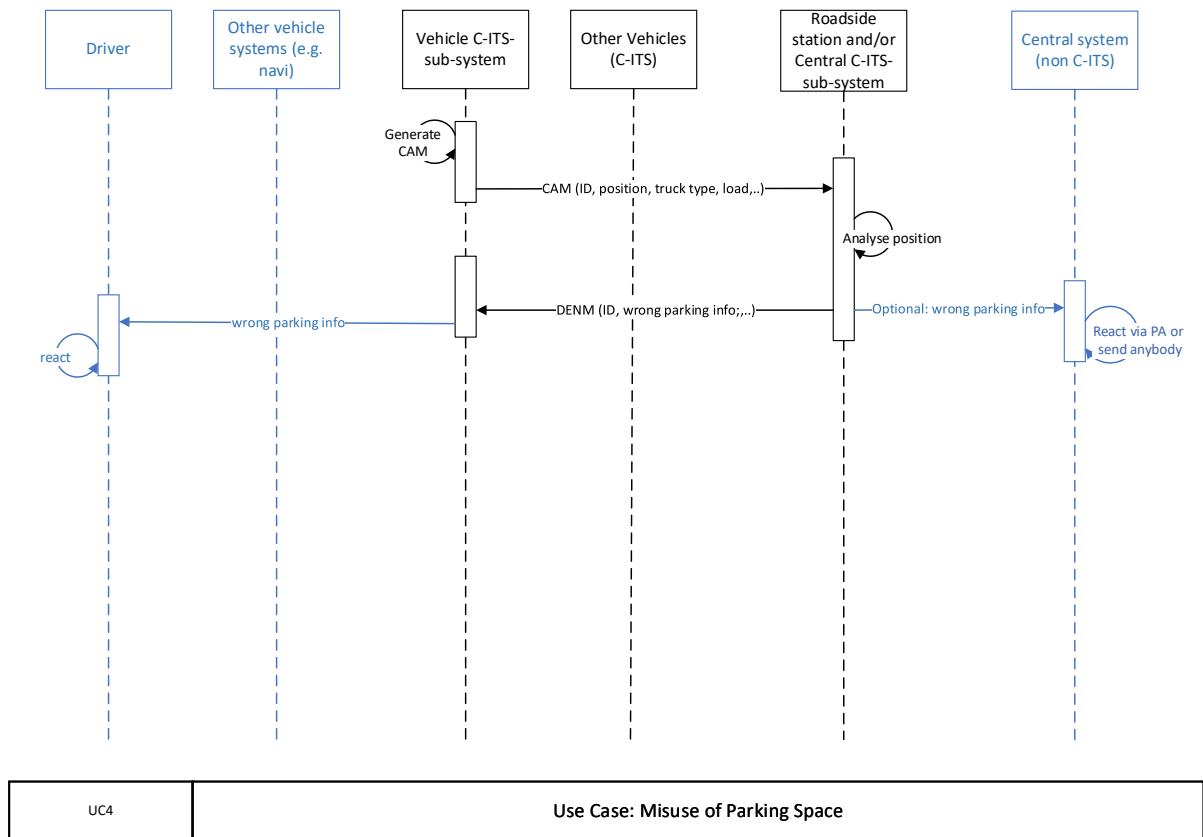 Driver
Other vehicle
systems (e.g.
navi)
Vehicle C-ITS-
sub-system
Other Vehicles
(C-ITS)
Roadside
station and/or
Central C-ITS-
sub-system
Central system
(non C-ITS)
Generate
CAM
CAM (ID, position, truck type, load,..)
Analyse position
DENM (ID, wrong parking info;,..)
Optional: wrong parking info
wrong parking info
React via PA or
send anybody
react
UC4
Use Case: Misuse of Parking Space